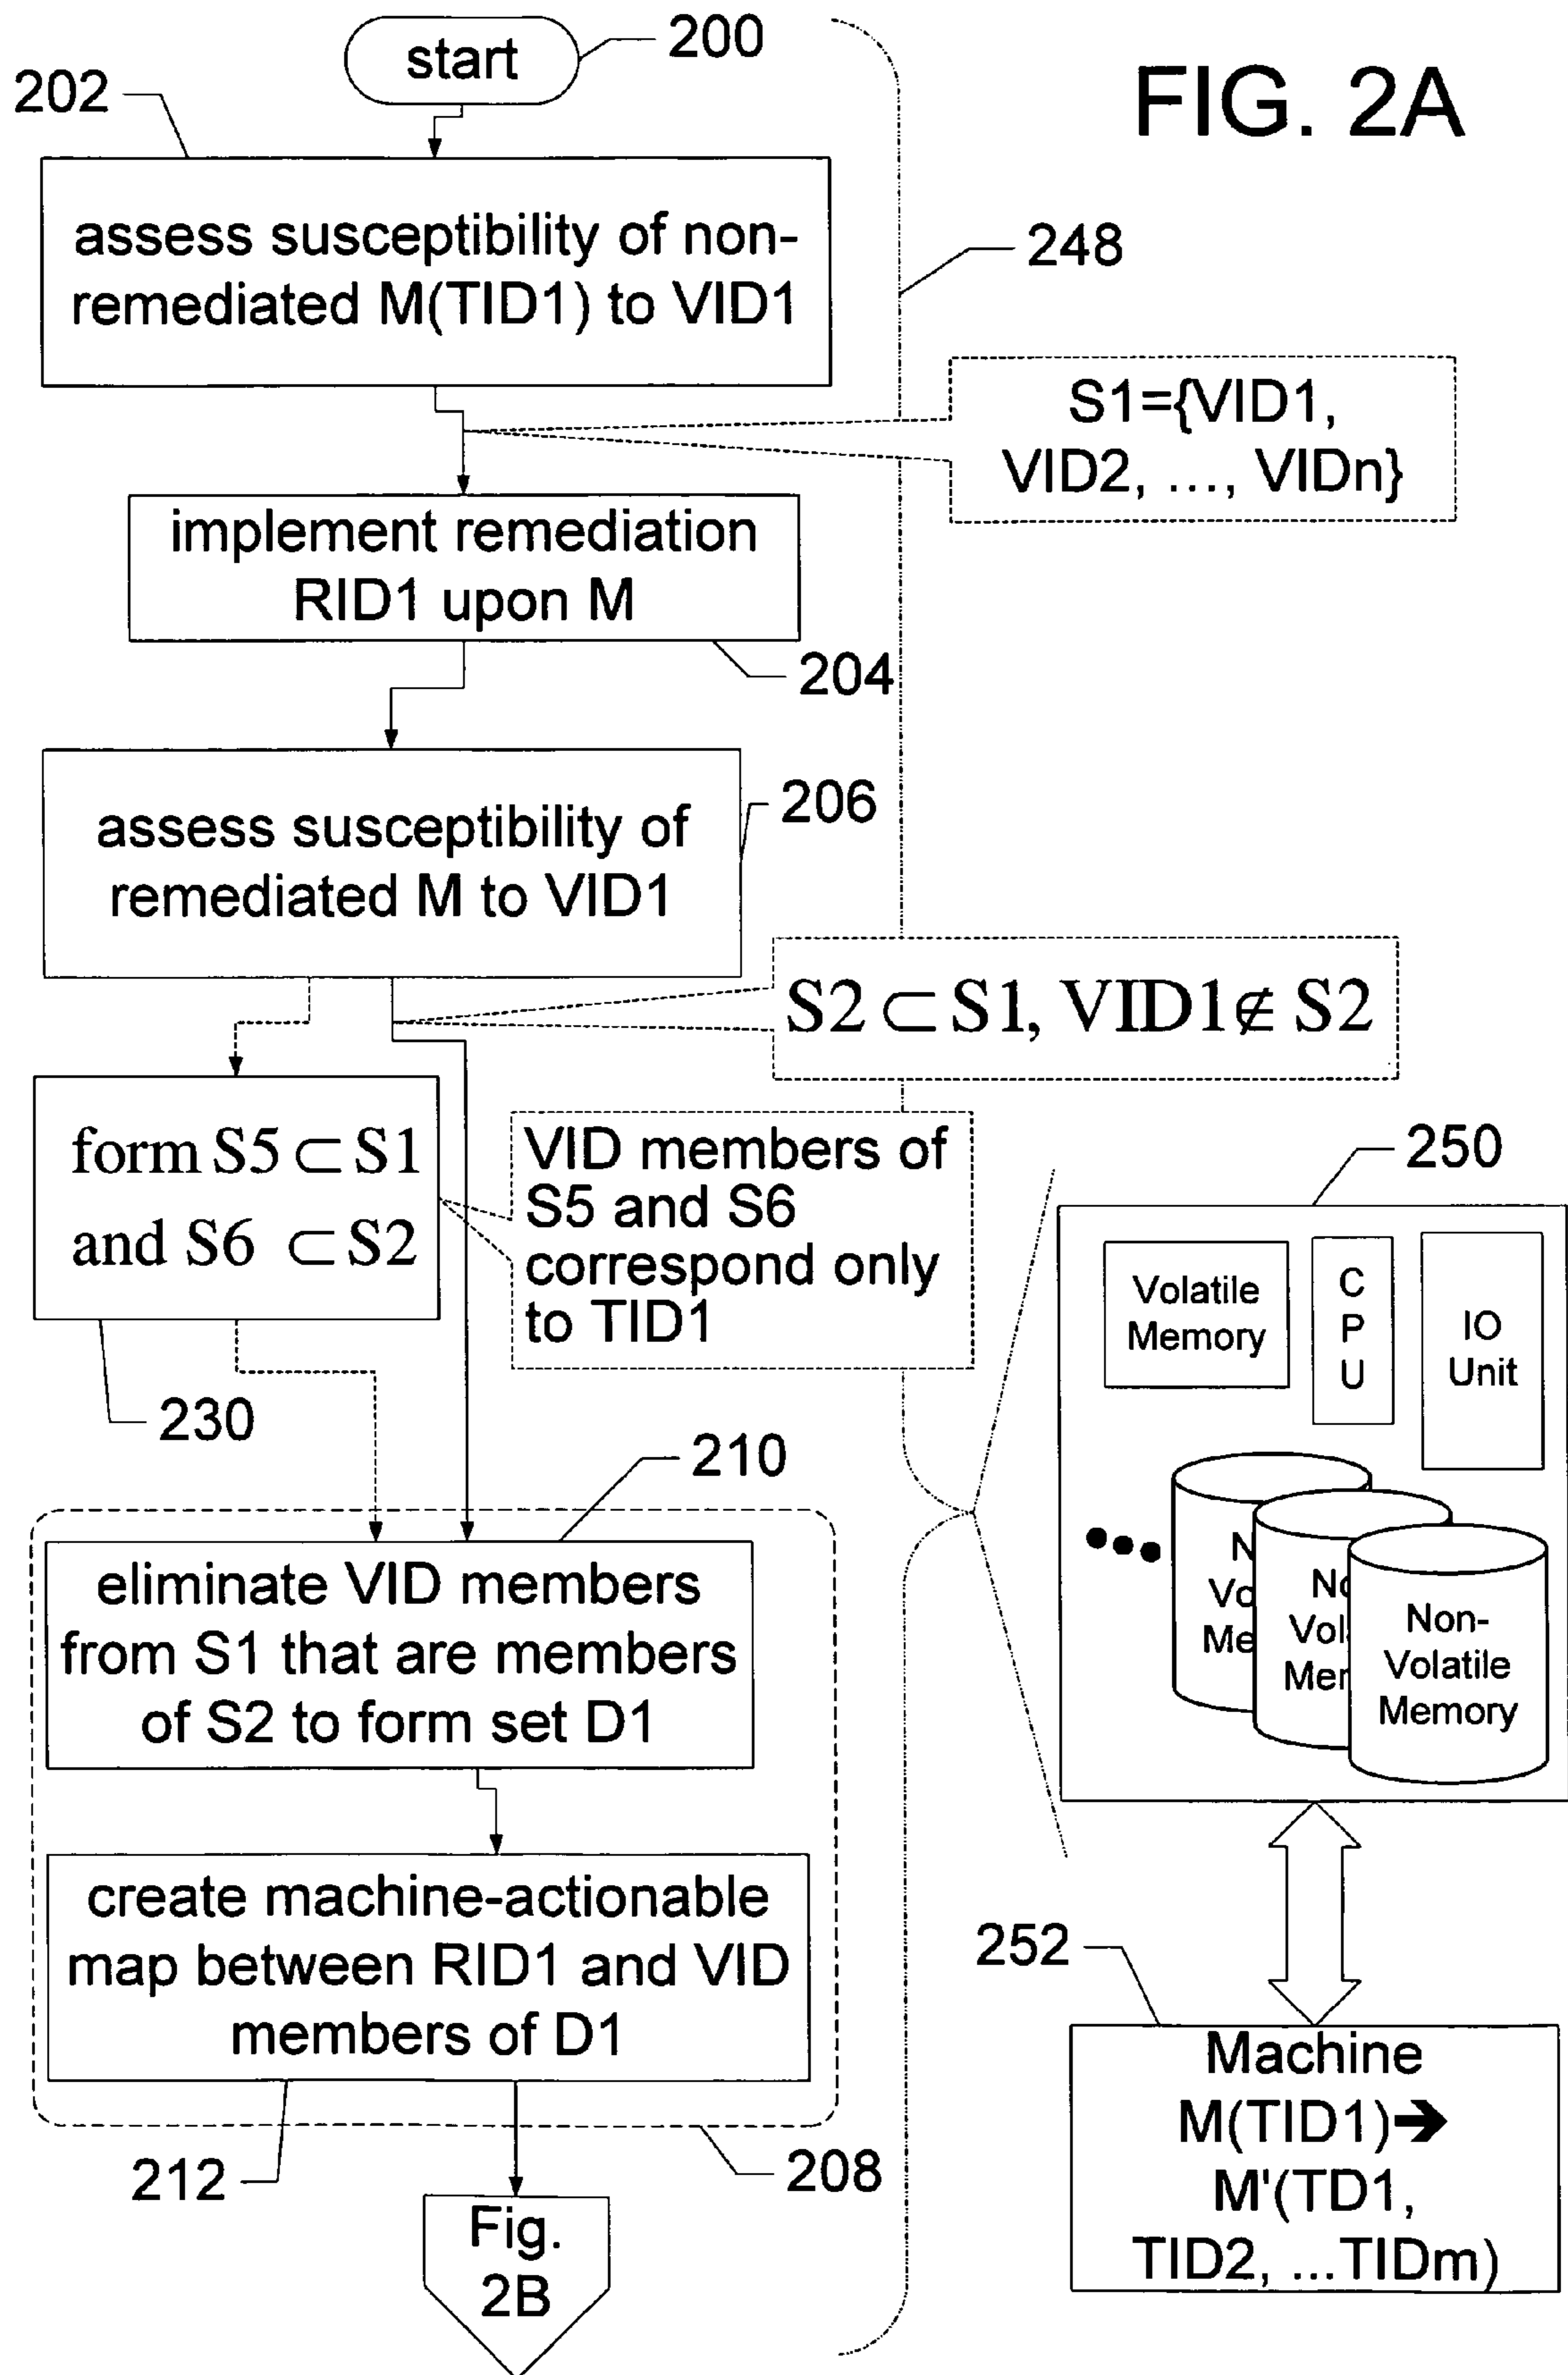 FIG. 2A
start
200
202
assess susceptibility of non-
remediated M(TID1) to VID1
248
S1={VID1,
VID2, ..., VIDn}
implement remediation
RID1 upon M
204
assess susceptibility of
remediated M to VID1
206
S2 ⊂ S1, VID1 ∉ S2
form S5 ⊂ S1
and S6 ⊂ S2
230
VID members of
S5 and S6
correspond only
to TID1
210
eliminate VID members
from S1 that are members
of S2 to form set D1
create machine-actionable
map between RID1 and VID
members of D1
212
208
Fig.
2B
250
Volatile
Memory
C
P
U
IO
Unit
N
Vo
Me
No
Vol
Mer
Non-
Volatile
Memory
252
Machine
M(TID1)➔
M'(TD1,
TID2, ...TIDm)